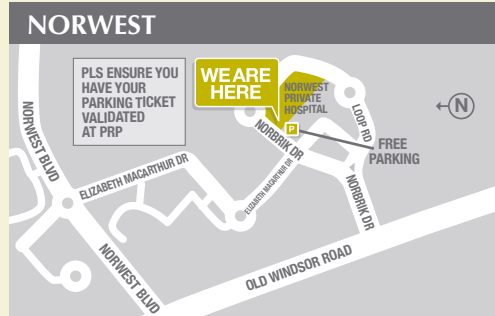 NORWEST
PLS ENSURE YOU
HAVE YOUR
PARKING TICKET
VALIDATED
AT PRP
WE ARE
HERE
NORWEST
PRIVATE
HOSPITAL
N
LOOP RD
P
FREE
PARKING
NORWEST BLVD
NORBRIK DR
ELIZABETH MACARTHUR DR
ELIZABETH MACARTHUR DR
NORBRIK DR
NORWEST BLVD
OLD WINDSOR ROAD